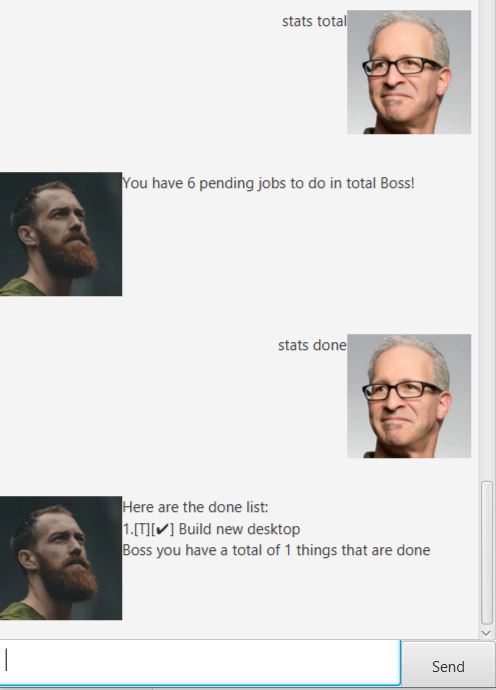 stats total
You have 6 pending jobs to do in total Boss!
stats done
Here are the done list:
1.[T][✔] Build new desktop
Boss you have a total of 1 things that are done
Send